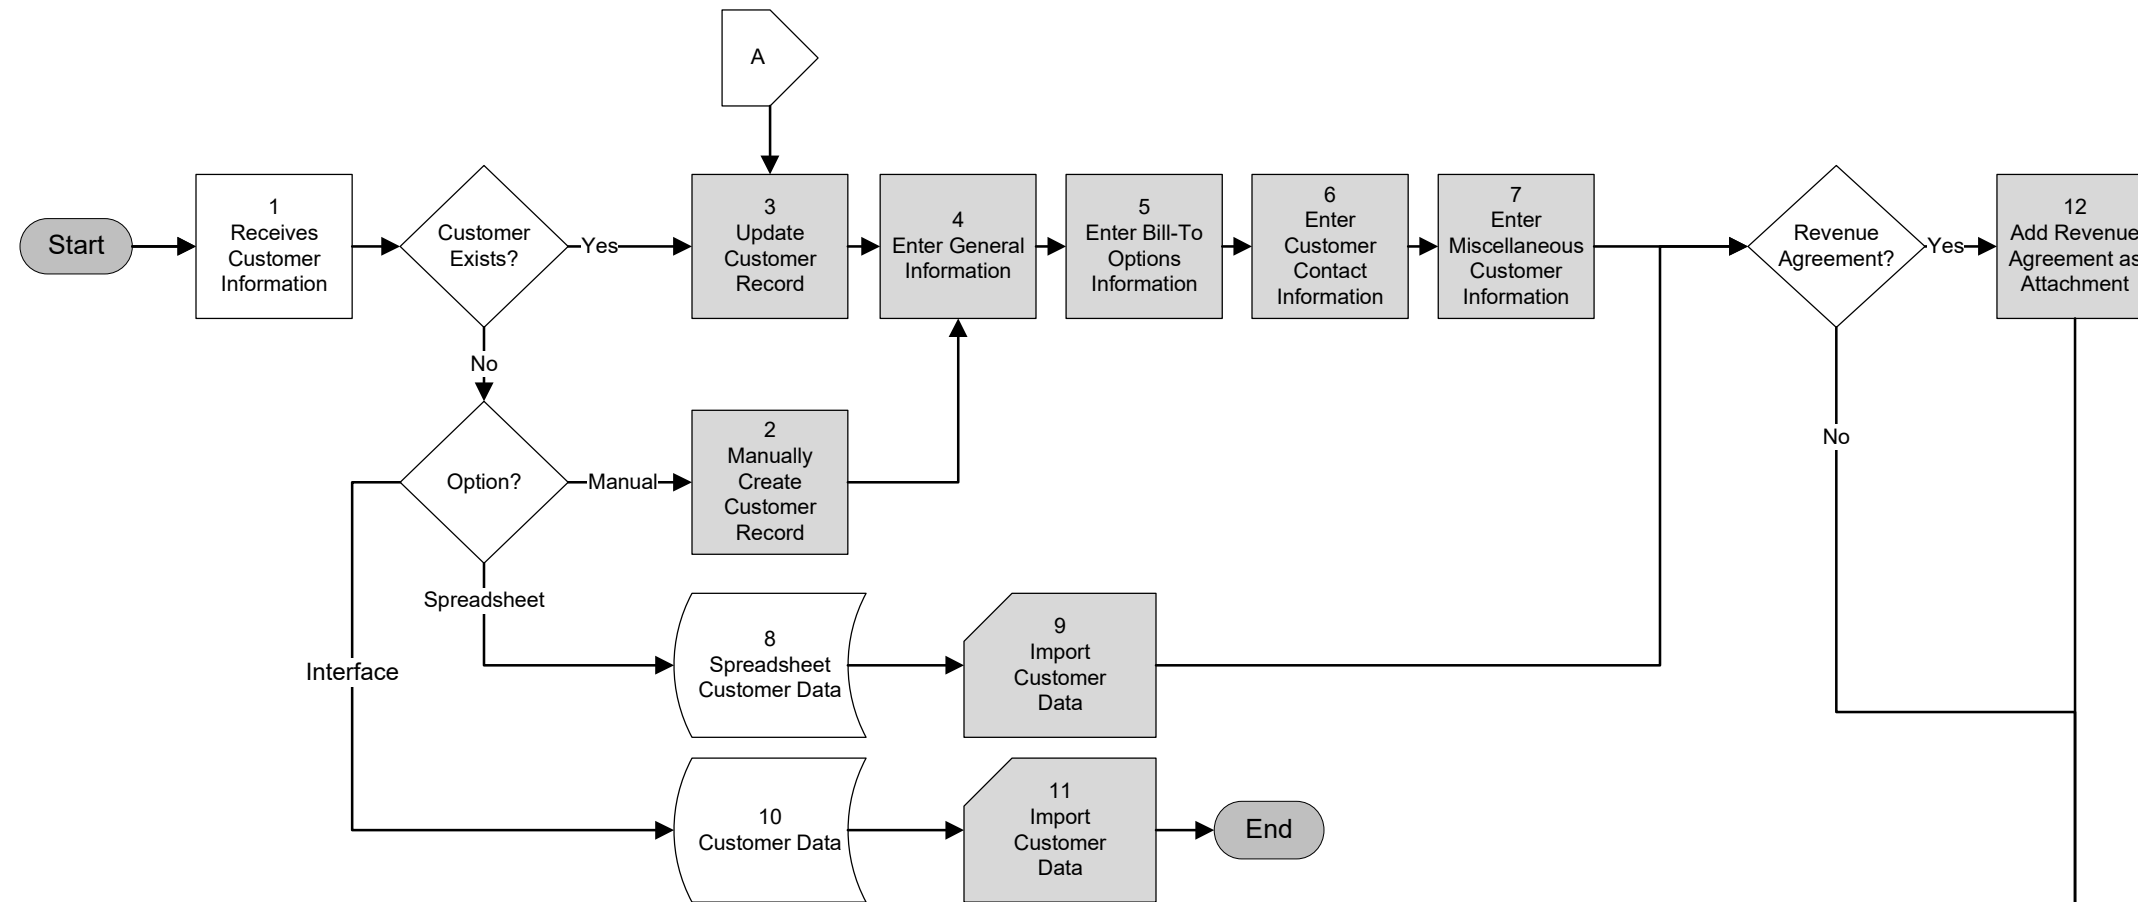 A
Start
1
Receives
Customer
Information
Customer
Exists?
Yes
3
Update
Customer
Record
4
Enter General
Information
5
Enter Bill-To
Options
Information
6
Enter
Customer
Contact
Information
7
Enter
Miscellaneous
Customer
Information
Revenue
Agreement?
Yes
12
Add Revenue
Agreement as
Attachment
No
Option?
Manual
2
Manually
Create
Customer
Record
No
Spreadsheet
8
Spreadsheet
Customer Data
9
Import
Customer
Data
Interface
10
Customer Data
11
Import
Customer
Data
End